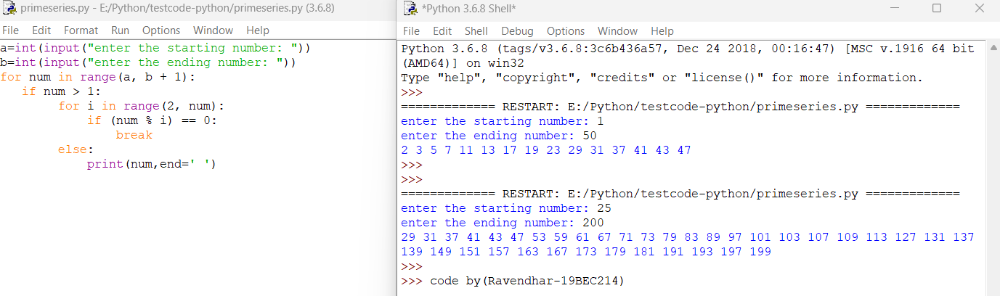 primeseries.py - E:/Python/testcode-python/primeseries.py (3.6.8)
File Edit Format Run Options Window Help
a=int(input("enter the starting number: "))
b=int(input("enter the ending number: "))
for num in range(a, b + 1):
   if num > 1:
        for i in range(2, num):
            if (num % i) == 0:
                break
        else:
            print(num,end=' ')
*Python 3.6.8 Shell*
File Edit Shell Debug Options Window Help
Python 3.6.8 (tags/v3.6.8:3c6b436a57, Dec 24 2018, 00:16:47) [MSC v.1916 64 bit
(AMD64)] on win32
Type "help", "copyright", "credits" or "license()" for more information.
>>>
============= RESTART: E:/Python/testcode-python/primeseries.py =============
enter the starting number: 1
enter the ending number: 50
2 3 5 7 11 13 17 19 23 29 31 37 41 43 47
>>>
>>>
============= RESTART: E:/Python/testcode-python/primeseries.py =============
enter the starting number: 25
enter the ending number: 200
29 31 37 41 43 47 53 59 61 67 71 73 79 83 89 97 101 103 107 109 113 127 131 137
139 149 151 157 163 167 173 179 181 191 193 197 199
>>>
>>> code by(Ravendhar-19BEC214)